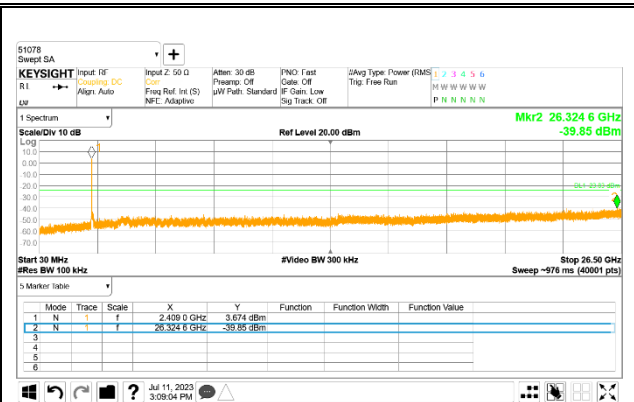 51078
Swept SA
+
KEYSIGHT Input: RF Input Z: 50 Ω Atten: 30 dB PNO: Fast #Avg Type: Power (RMS 1 2 3 4 5 6
R L Coupling: DC Corr Preamp: Off Gate: Off Trig: Free Run M W W W W W
Align: Auto Freq Ref: Int (S) µW Path: Standard IF Gain: Low P N N N N N
NFE: Adaptive Sig Track: Off
1 Spectrum Mkr2 26.324 6 GHz
Scale/Div 10 dB Ref Level 20.00 dBm -39.85 dBm
Log
10.0
0.00
10.0
20.0
30.0
40.0
50.0
60.0
70.0
1
Start 30 MHz #Video BW 300 kHz Stop 26.50 GHz
#Res BW 100 kHz Sweep ~976 ms (40001 pts)
5 Marker Table
Mode Trace Scale X Y Function Function Width Function Value
1 N 1 f 2.409 0 GHz 3.674 dBm
2 N 1 f 26.324 6 GHz -39.85 dBm
3
4
5
6
? Jul 11, 2023
3:09:04 PM